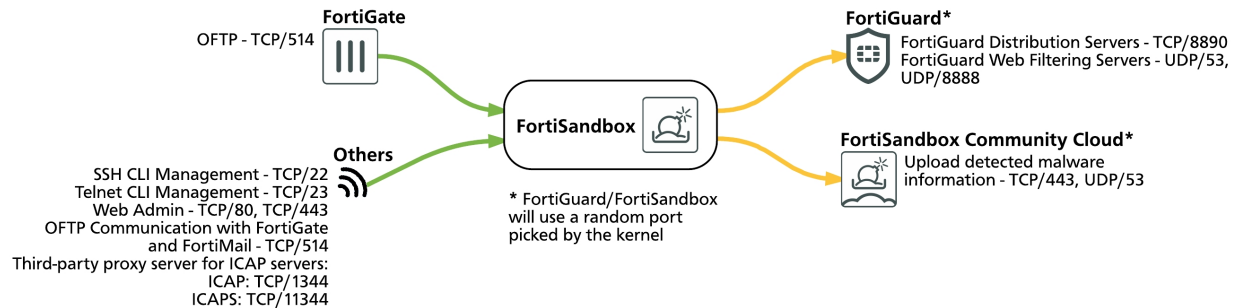 FortiGate
OFTP - TCP/514
Others
SSH CLI Management - TCP/22
Telnet CLI Management - TCP/23
Web Admin - TCP/80, TCP/443
OFTP Communication with FortiGate
and FortiMail - TCP/514
Third-party proxy server for ICAP servers:
ICAP: TCP/1344
ICAPS: TCP/11344
FortiSandbox
* FortiGuard/FortiSandbox
will use a random port
picked by the kernel
FortiGuard*
FortiGuard Distribution Servers - TCP/8890
FortiGuard Web Filtering Servers - UDP/53,
UDP/8888
FortiSandbox Community Cloud*
Upload detected malware
information - TCP/443, UDP/53